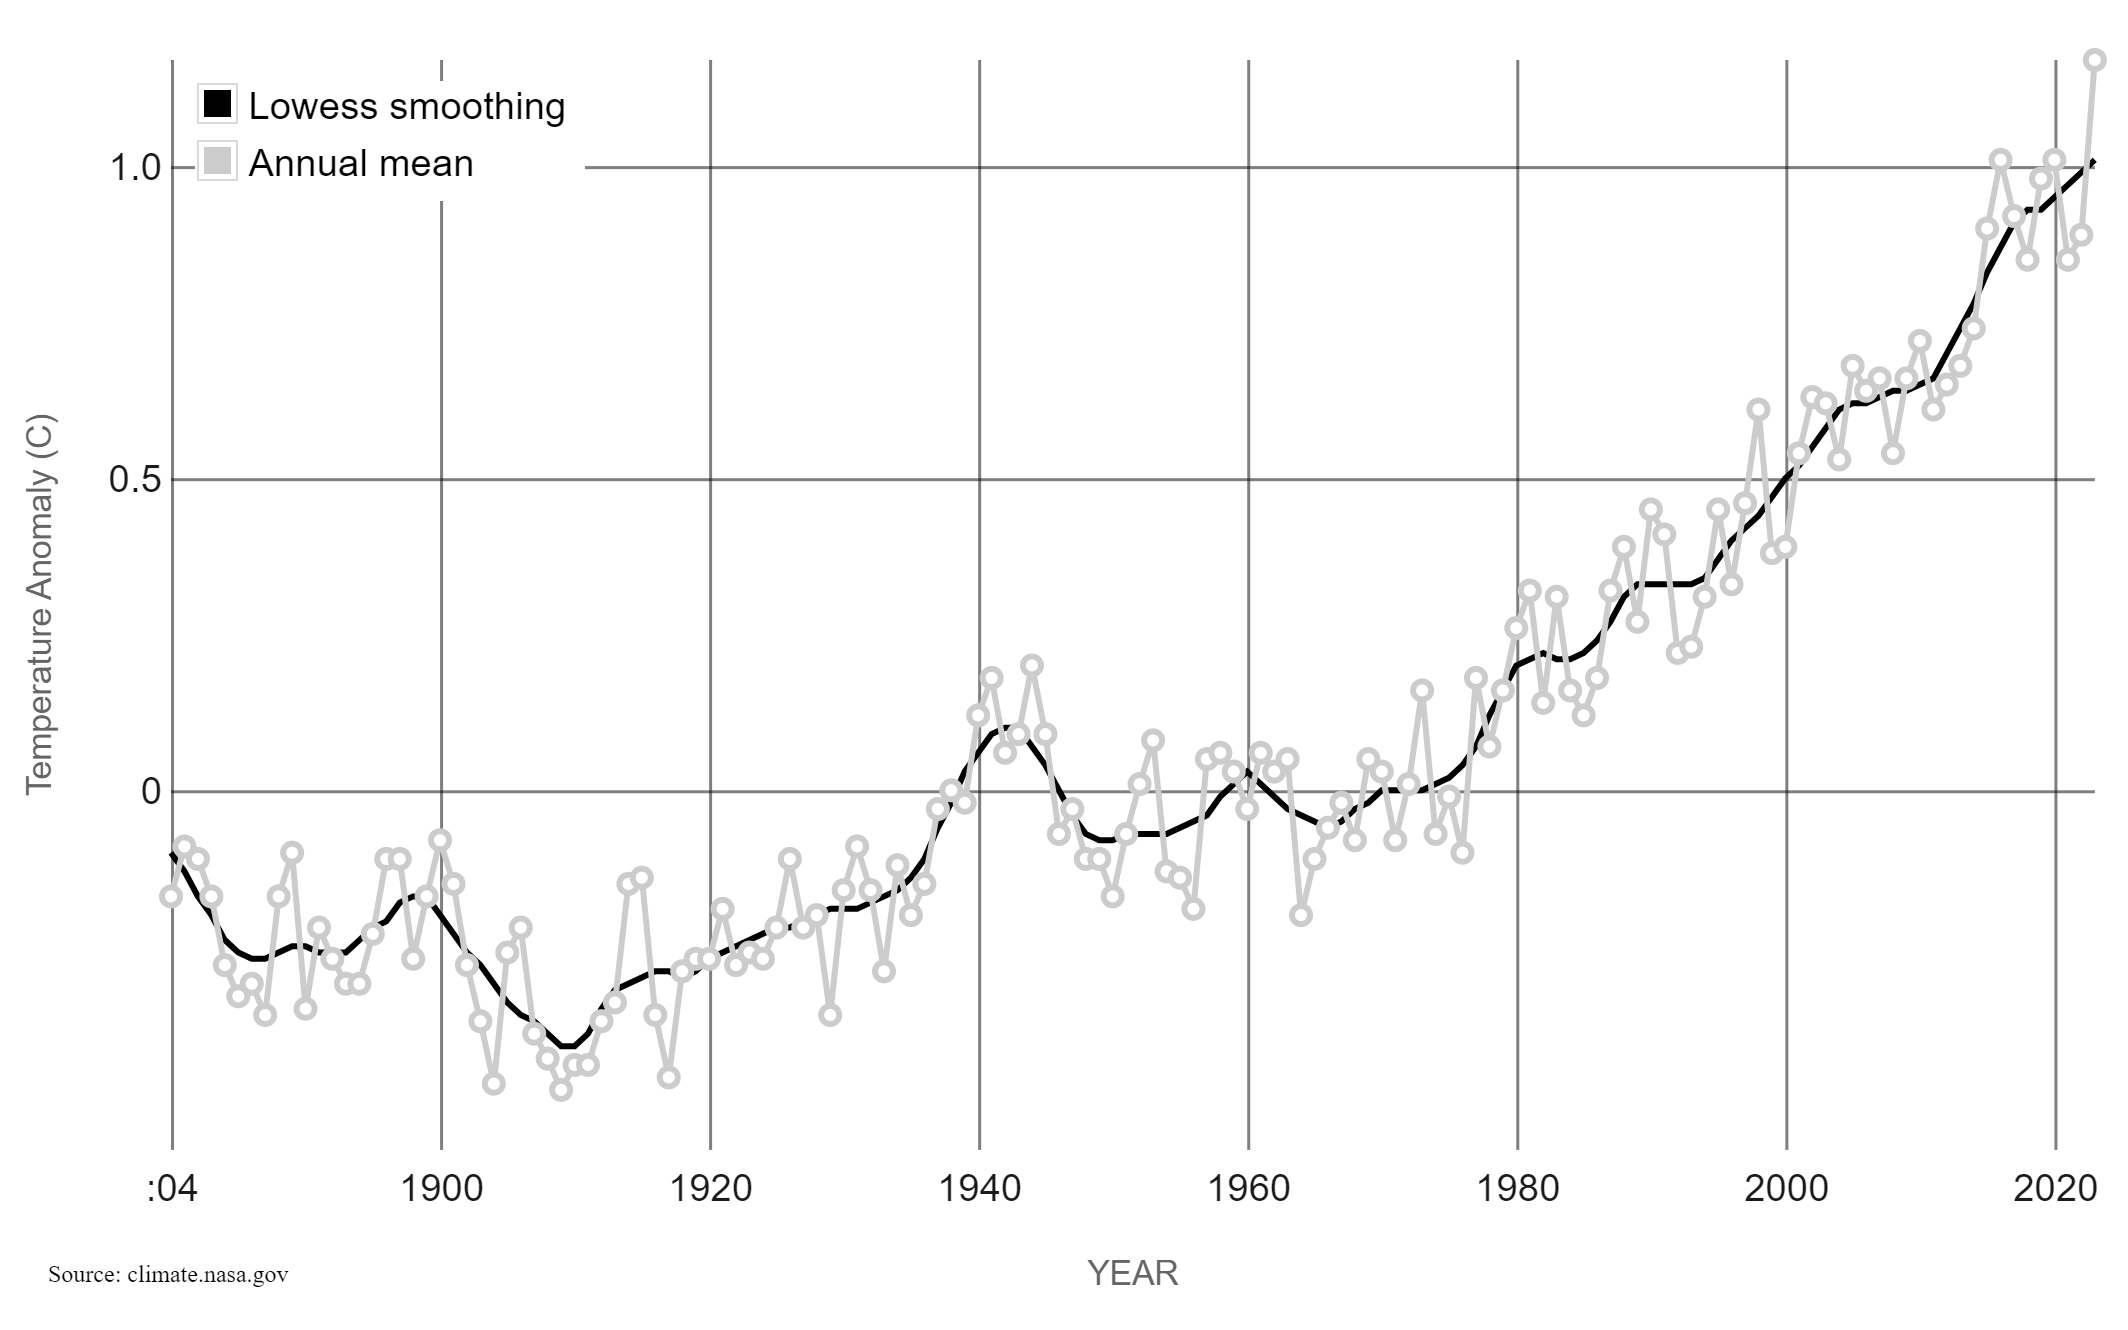 Lowess smoothing
Annual mean
1.0
0.5
0
Temperature Anomaly (C)
:04 1900 1920 1940 1960 1980 2000 2020
YEAR
Source: climate.nasa.gov